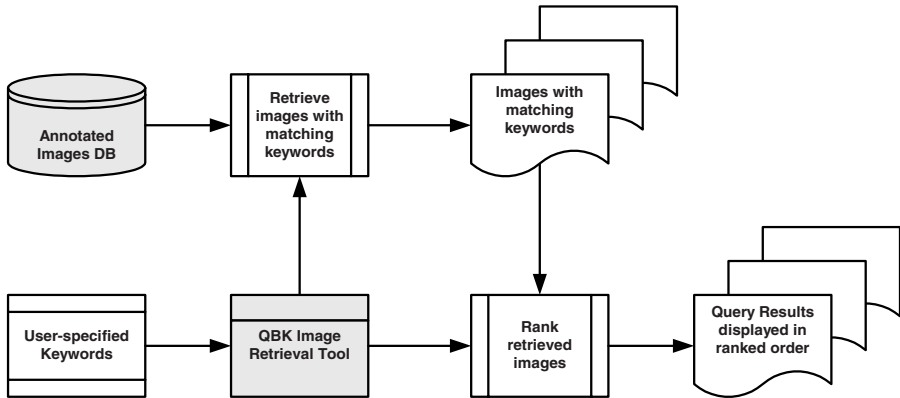 Annotated
Images DB
Retrieve
images with
matching
keywords
Images with
matching
keywords
User-specified
Keywords
QBK Image
Retrieval Tool
Rank
retrieved
images
Query Results
displayed in
ranked order